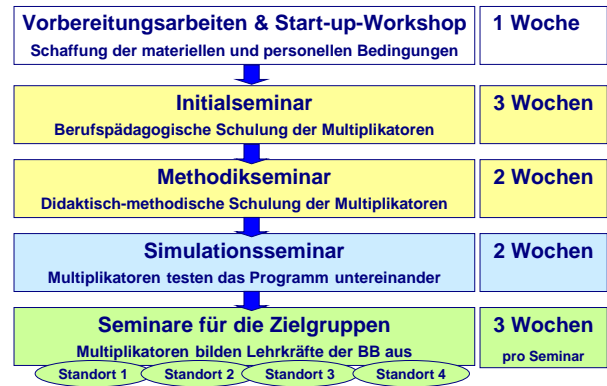 Vorbereitungsarbeiten & Start-up-Workshop
Schaffung der materiellen und personellen Bedingungen
1 Woche
Initialseminar
Berufspädagogische Schulung der Multiplikatoren
3 Wochen
Methodikseminar
Didaktisch-methodische Schulung der Multiplikatoren
2 Wochen
Simulationsseminar
Multiplikatoren testen das Programm untereinander
2 Wochen
Seminare für die Zielgruppen
Multiplikatoren bilden Lehrkräfte der BB aus
3 Wochen
pro Seminar
Standort 1 Standort 2 Standort 3 Standort 4